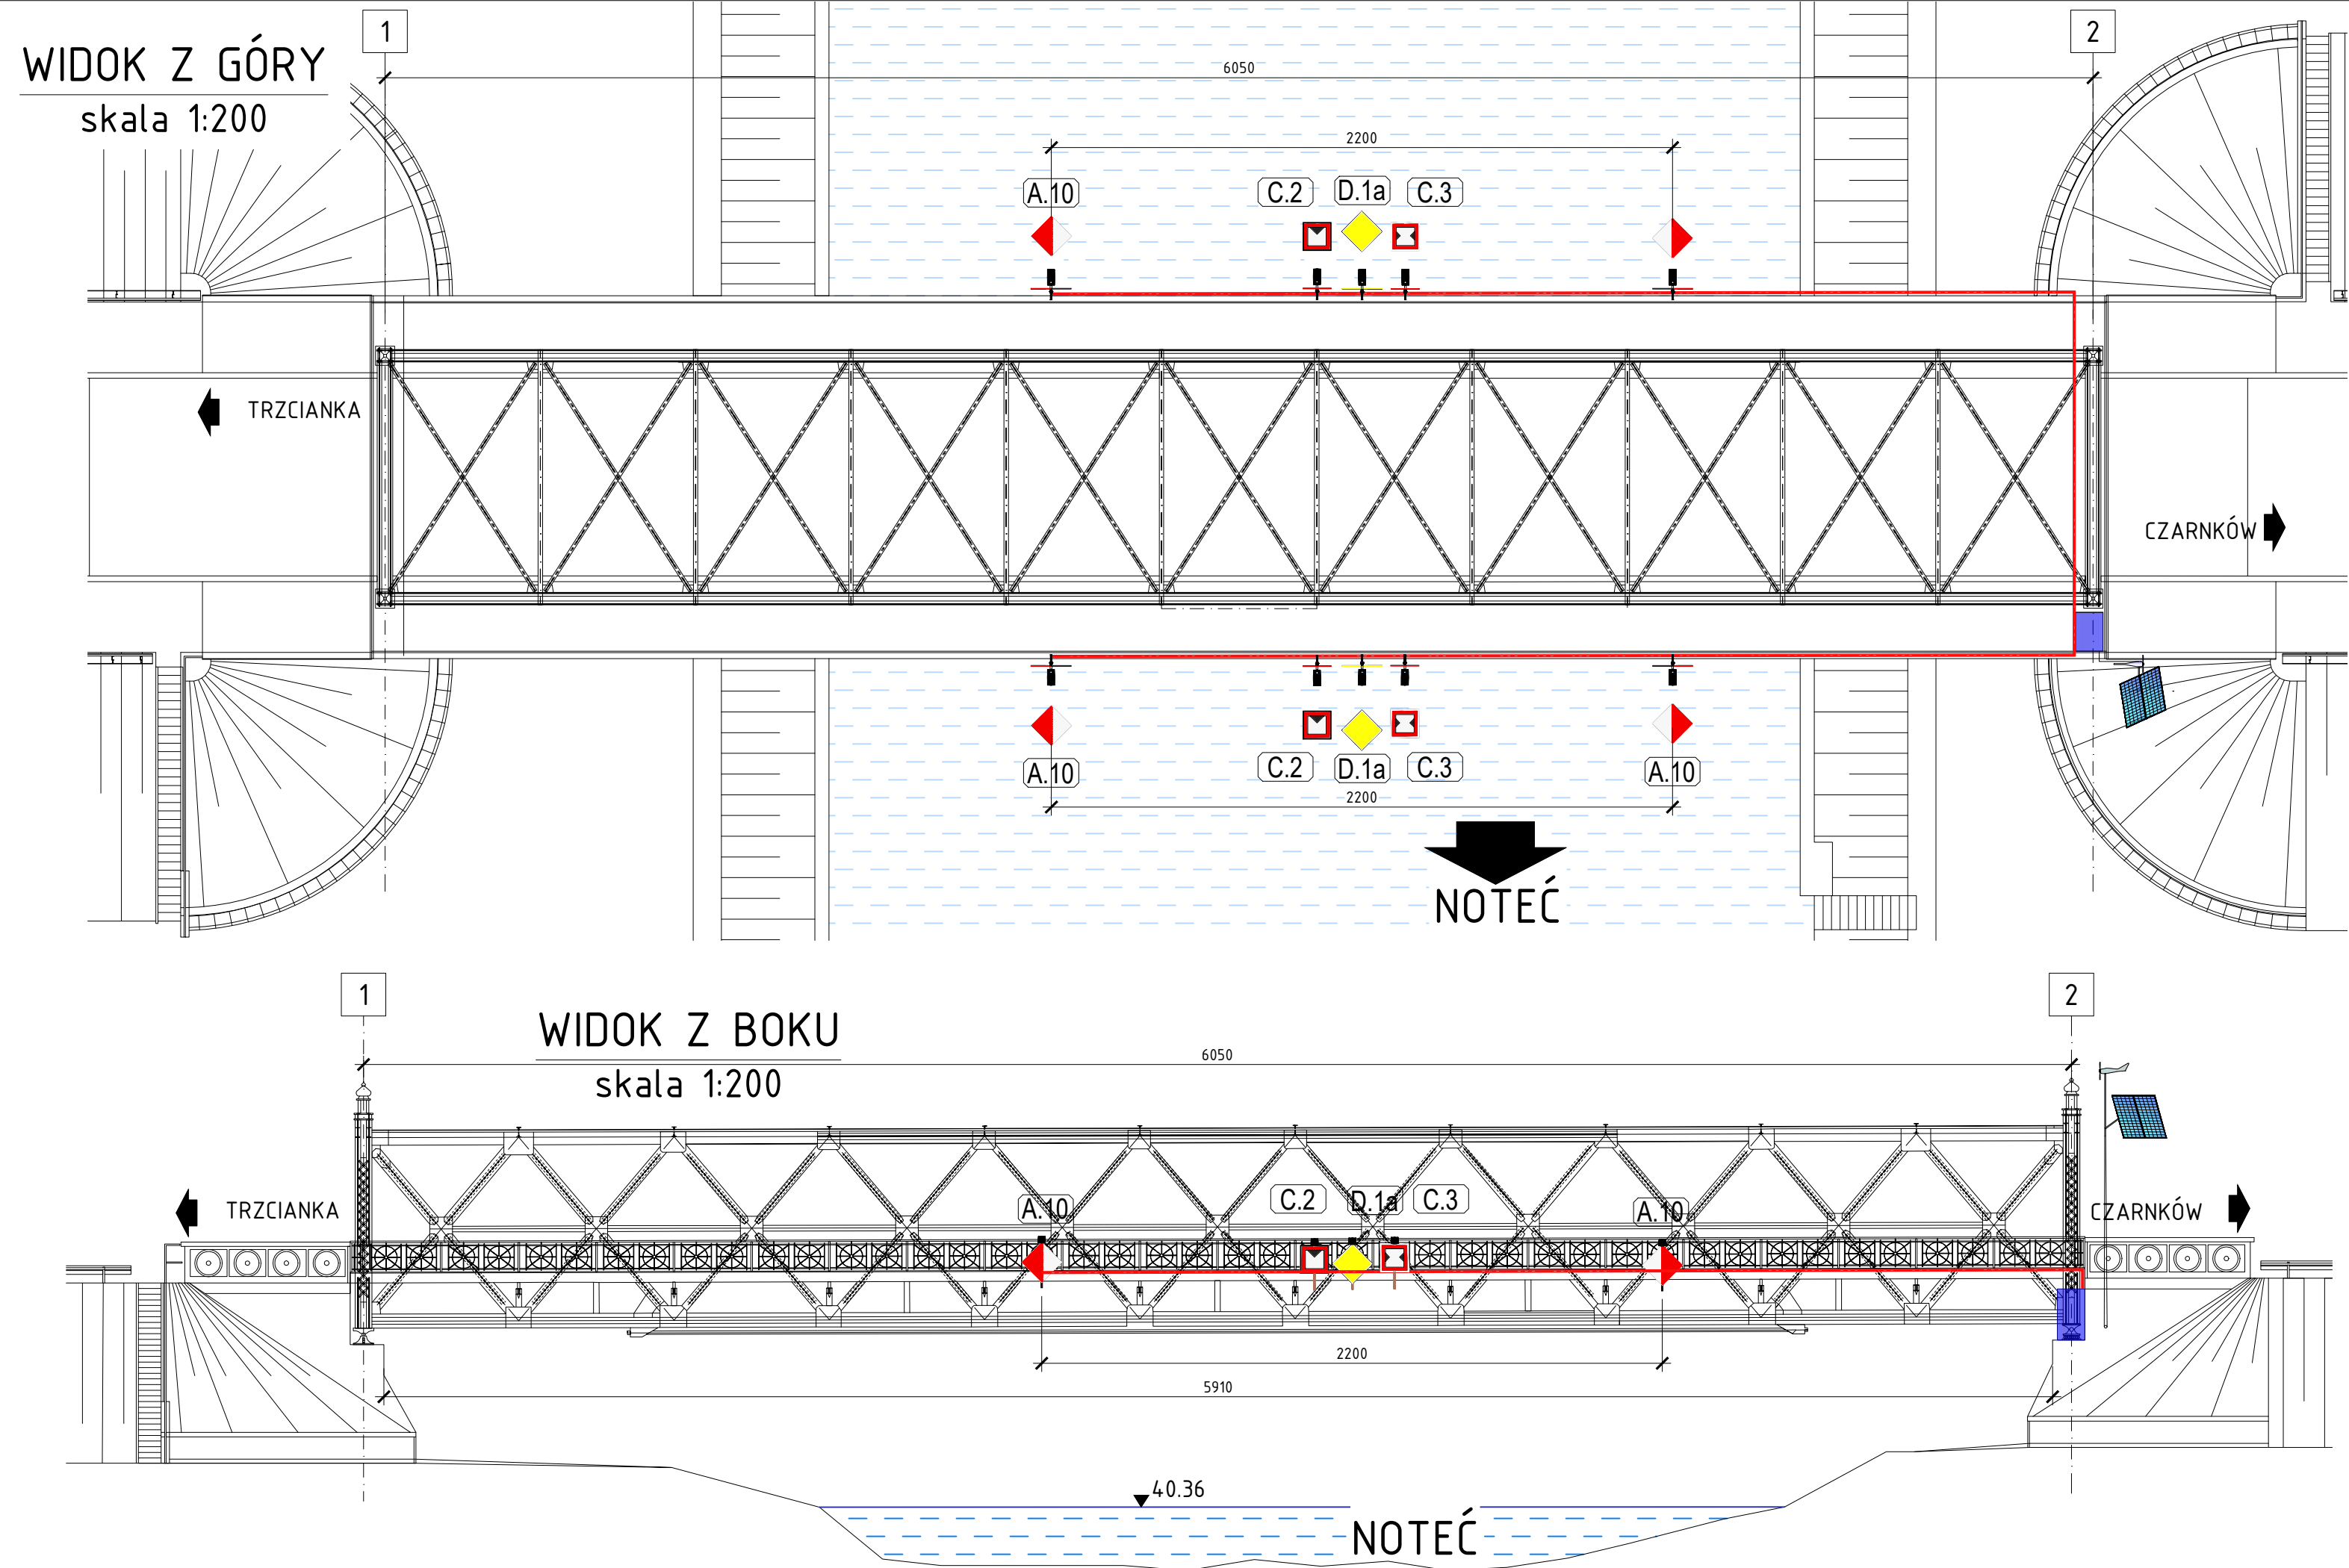 1
2
WIDOK Z GÓRY
skala 1:200
6050
2200
A.10
C.2
D.1a
C.3
TRZCIANKA
CZARNKÓW
A.10
C.2
D.1a
C.3
A.10
2200
NOTEĆ
1
2
WIDOK Z BOKU
skala 1:200
6050
TRZCIANKA
A.10
C.2
D.1a
C.3
A.10
CZARNKÓW
2200
5910
40.36
NOTEĆ